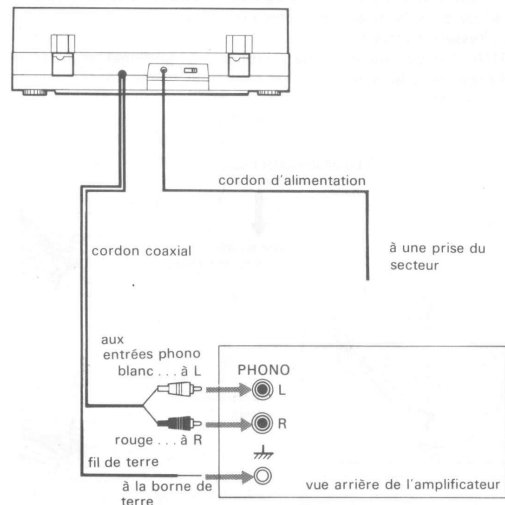 cordon d'alimentation
cordon coaxial
à une prise du
secteur
aux
entrées phono
blanc . . . à L
PHONO
L
rouge . . . à R
R
fil de terre
à la borne de
terre
vue arrière de l'amplificateur